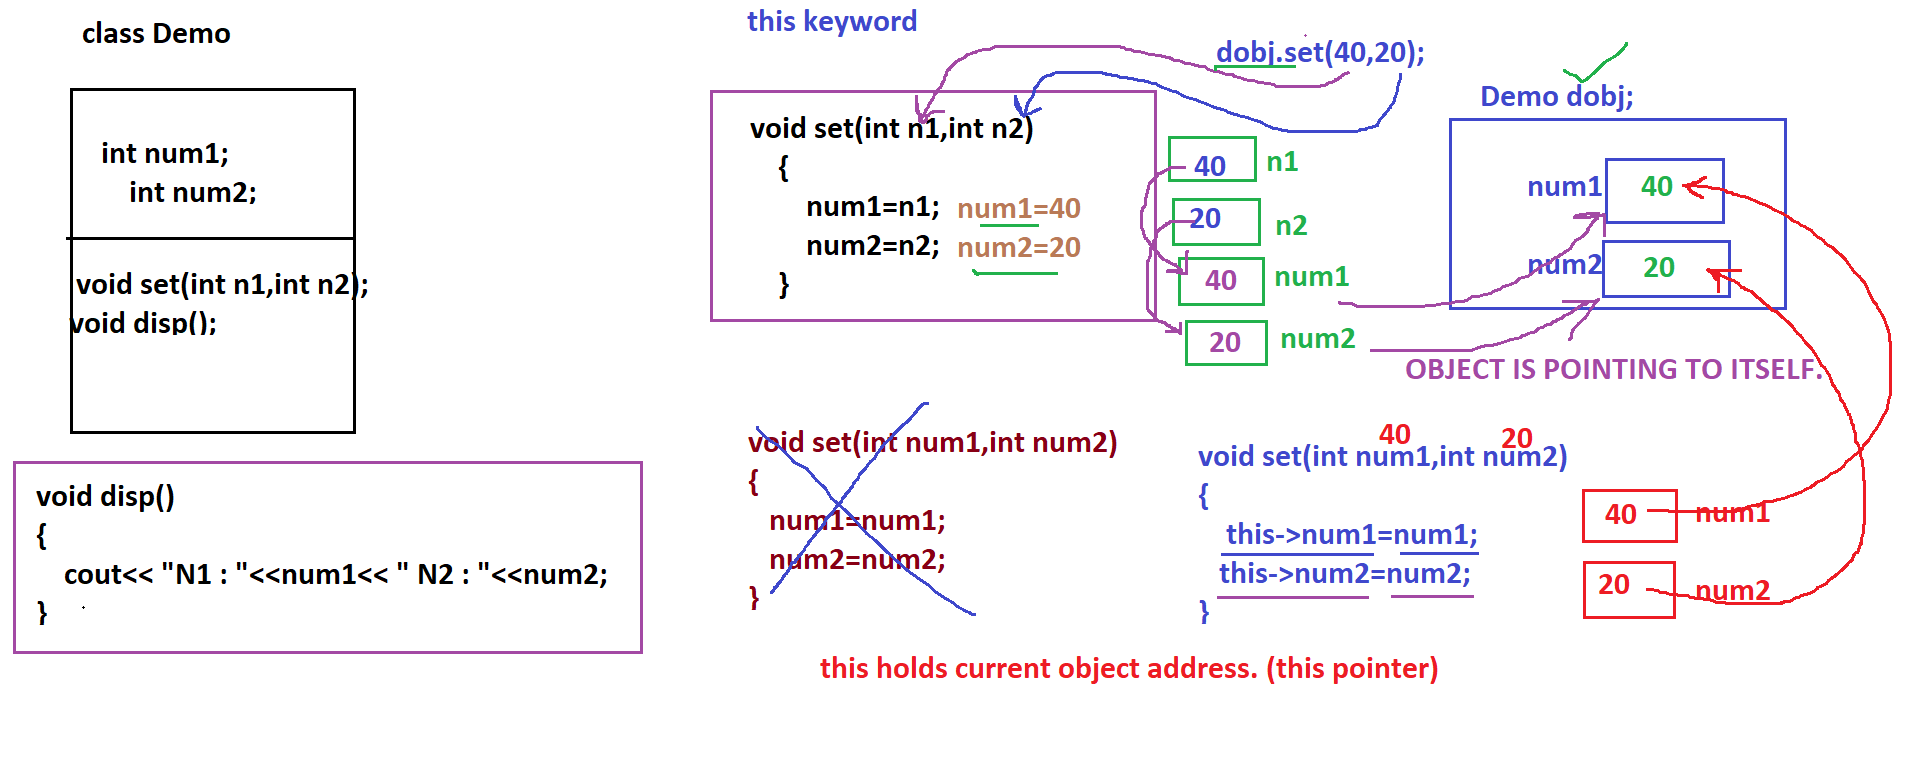 class Demo
int num1;
int num2;
void set(int n1,int n2);
void disp();
void disp()
{
cout<< "N1 : "<<num1<< " N2 : "<<num2;
}
this keyword
dobj.set(40,20);
void set(int n1,int n2)
{
num1=n1; num1=40
num2=n2; num2=20
}
40 n1
20 n2
40 num1
20 num2
Demo dobj;
num1 40
num2 20
OBJECT IS POINTING TO ITSELF.
void set(int num1,int num2)
{
num1=num1;
num2=num2;
}
40 20
void set(int num1,int num2)
{
this->num1=num1;
this->num2=num2;
}
40 num1
20 num2
this holds current object address. (this pointer)